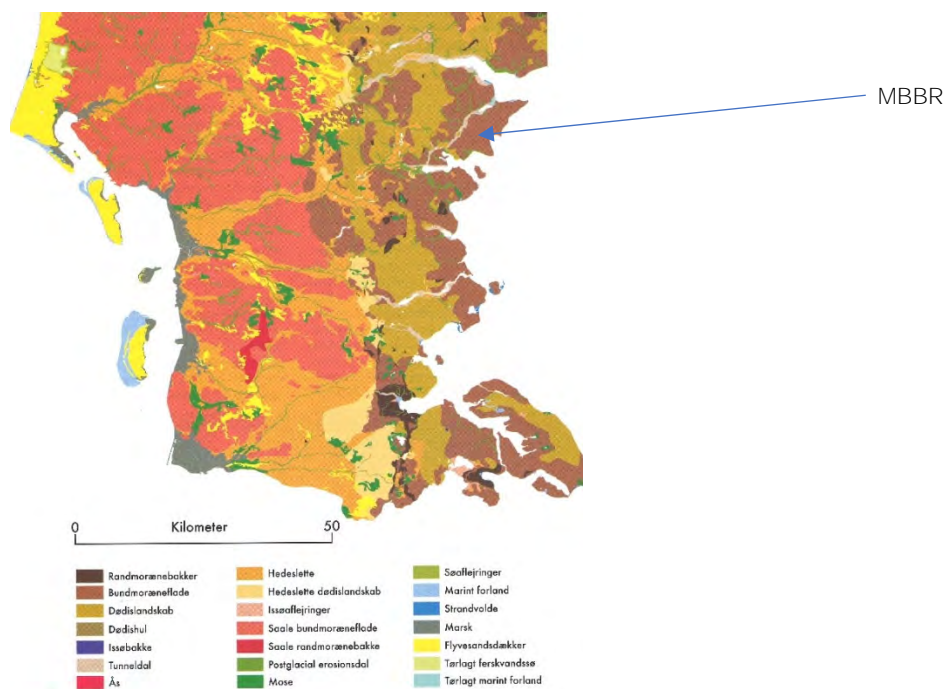 MBBR
0 Kilometer 50
Randmorænebakker
Bundmoræneflade
Dødislandskab
Dødishul
Issøbakke
Tunneldal
Ås
Hedeslette
Hedeslette dødislandskab
Issøaflejringer
Saale bundmoræneflade
Saale randmorænebakke
Postglacial erosionsdal
Mose
Søaflejringer
Marint forland
Strandvolde
Marsk
Flyvesandsdækker
Tørlagt ferskvandssø
Tørlagt marint forland